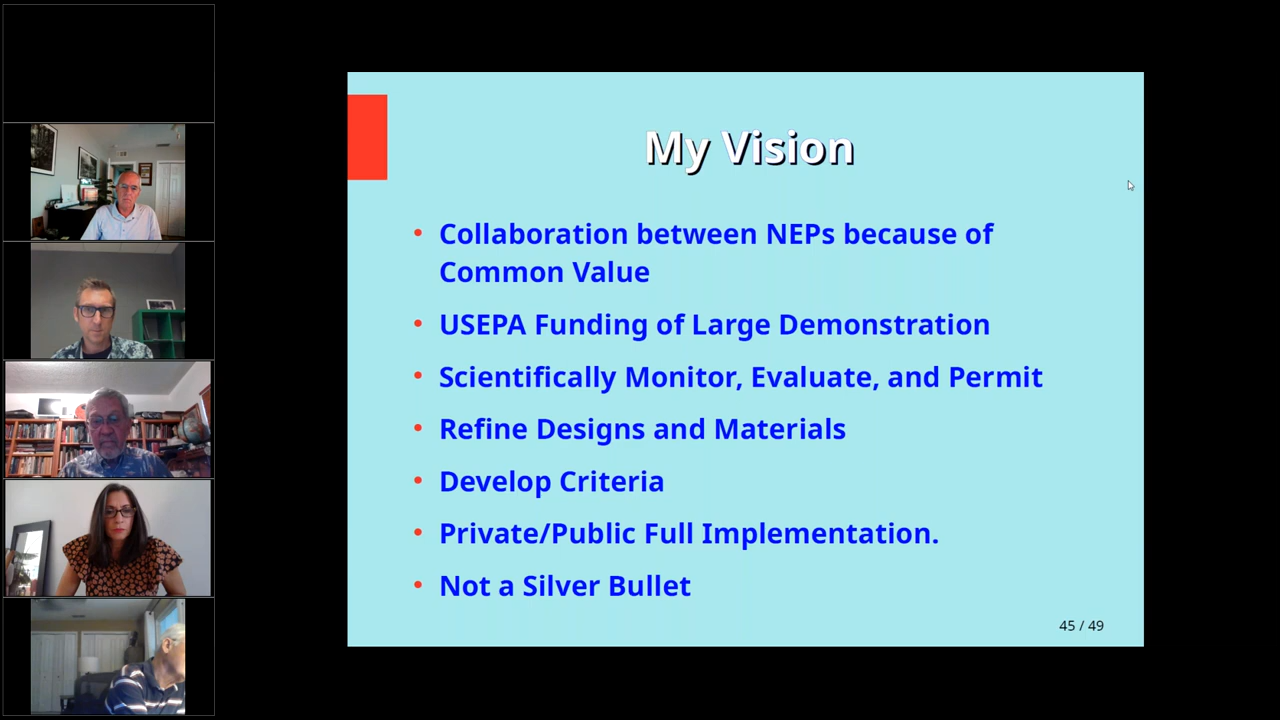 My Vision
• Collaboration between NEPs because of
Common Value
• USEPA Funding of Large Demonstration
• Scientifically Monitor, Evaluate, and Permit
• Refine Designs and Materials
• Develop Criteria
• Private/Public Full Implementation.
• Not a Silver Bullet
45 / 49